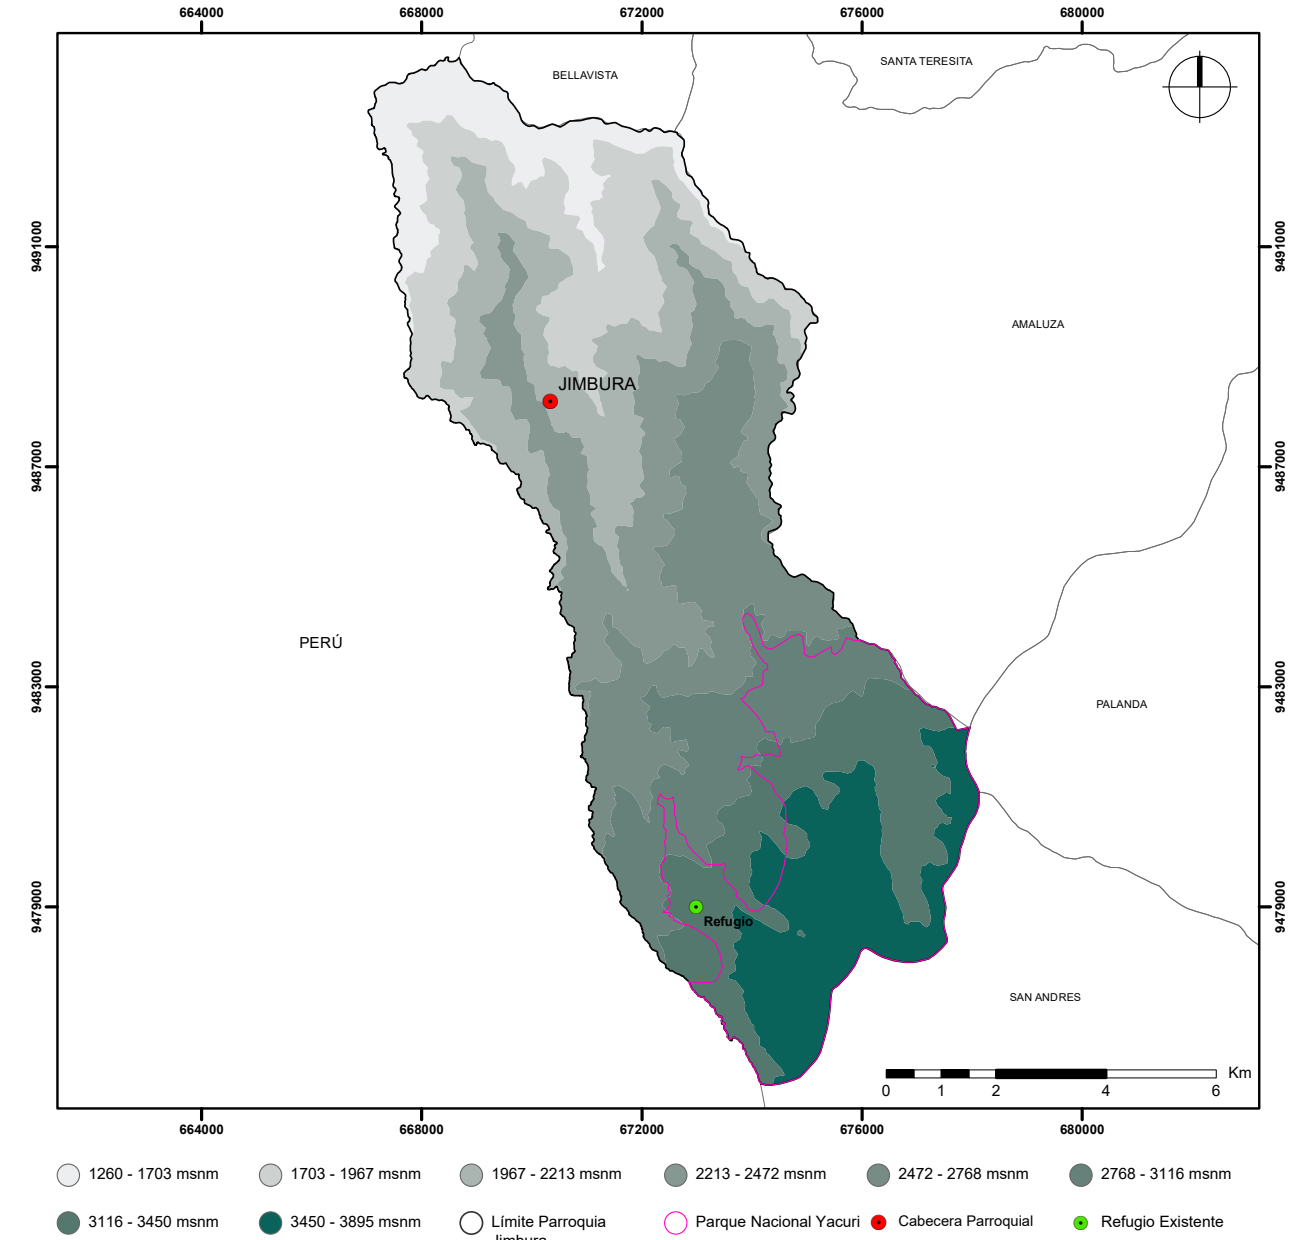 664000 668000 672000 676000 680000
BELLAVISTA
SANTA TERESITA
9491000
9491000
AMALUZA
JIMBURA
9487000
9487000
PERÚ
9483000
9483000
PALANDA
9479000
9479000
Refugio
SAN ANDRES
Km
0 1 2 4 6
664000 668000 672000 676000 680000
1260 - 1703 msnm
1703 - 1967 msnm
1967 - 2213 msnm
2213 - 2472 msnm
2472 - 2768 msnm
2768 - 3116 msnm
3116 - 3450 msnm
3450 - 3895 msnm
Límite Parroquia
Jimbura
Parque Nacional Yacuri
Cabecera Parroquial
Refugio Existente